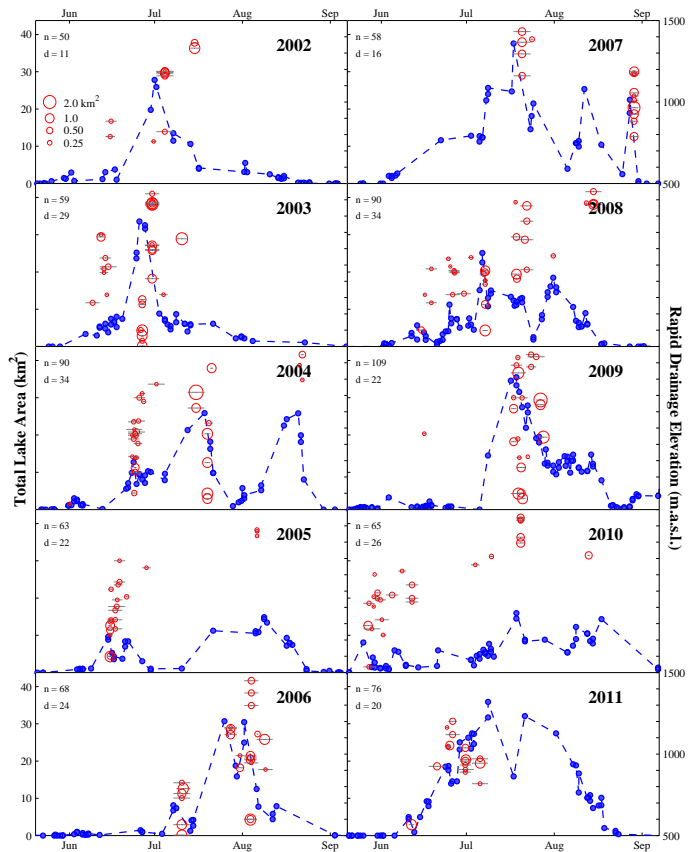 Jun Jul Aug Sep Jun Jul Aug Sep
n = 50
d = 11
2002
40
30
20
10
0
2.0 km²
1.0
0.50
0.25
n = 58
d = 16
2007
1500
1000
500
n = 59
d = 29
2003
n = 90
d = 34
2008
n = 90
d = 34
2004
n = 109
d = 22
2009
Total Lake Area (km²)
Rapid Drainage Elevation (m.a.s.l.)
n = 63
d = 22
2005
n = 65
d = 26
2010
n = 68
d = 24
2006
40
30
20
10
0
n = 76
d = 20
2011
1500
1000
500
Jun Jul Aug Sep Jun Jul Aug Sep